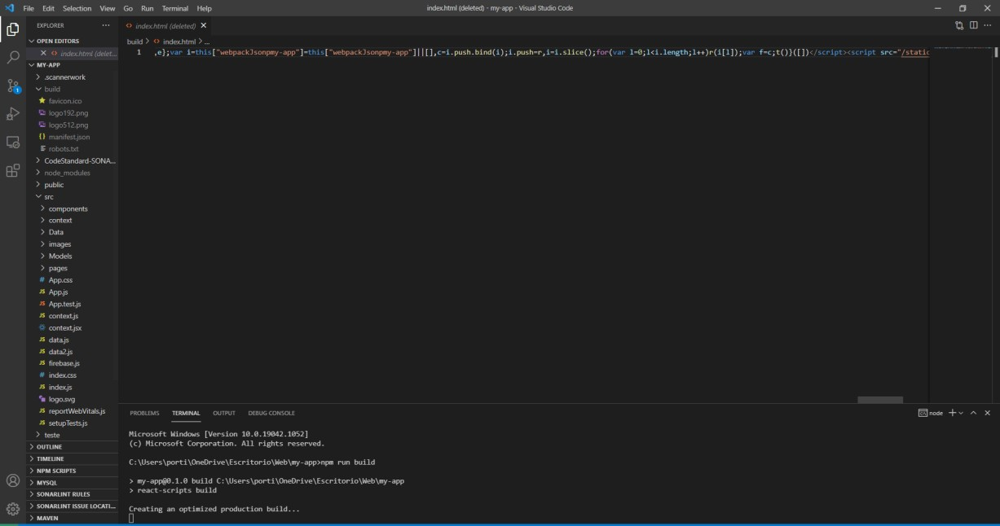 File Edit Selection View Go Run Terminal Help
index.html (deleted) - my-app - Visual Studio Code
EXPLORER
OPEN EDITORS
index.html (delet...
MY-APP
.scannerwork
build
favicon.ico
logo192.png
logo512.png
manifest.json
robots.txt
CodeStandard-SONA...
node_modules
public
src
components
context
Data
images
Models
pages
App.css
App.js
App.test.js
context.js
context.jsx
data.js
data2.js
firebase.js
index.css
index.js
logo.svg
reportWebVitals.js
setupTests.js
teste
OUTLINE
TIMELINE
NPM SCRIPTS
MYSQL
SONARLINT RULES
SONARLINT ISSUE LOCATI...
MAVEN
index.html (deleted)
build > index.html > ...
1 ,e};var i=this["webpackJsonpmy-app"]=this["webpackJsonpmy-app"]||[],c=i.push.bind(i);i.push=r,i=i.slice();for(var l=0;l<i.length;l++)r(i[l]);var f=c;t()}([])</script><script src="/static
PROBLEMS TERMINAL OUTPUT DEBUG CONSOLE
node
Microsoft Windows [Version 10.0.19042.1052]
(c) Microsoft Corporation. All rights reserved.
C:\Users\porti\OneDrive\Escritorio\Web\my-app>npm run build
> my-app@0.1.0 build C:\Users\porti\OneDrive\Escritorio\Web\my-app
> react-scripts build
Creating an optimized production build...